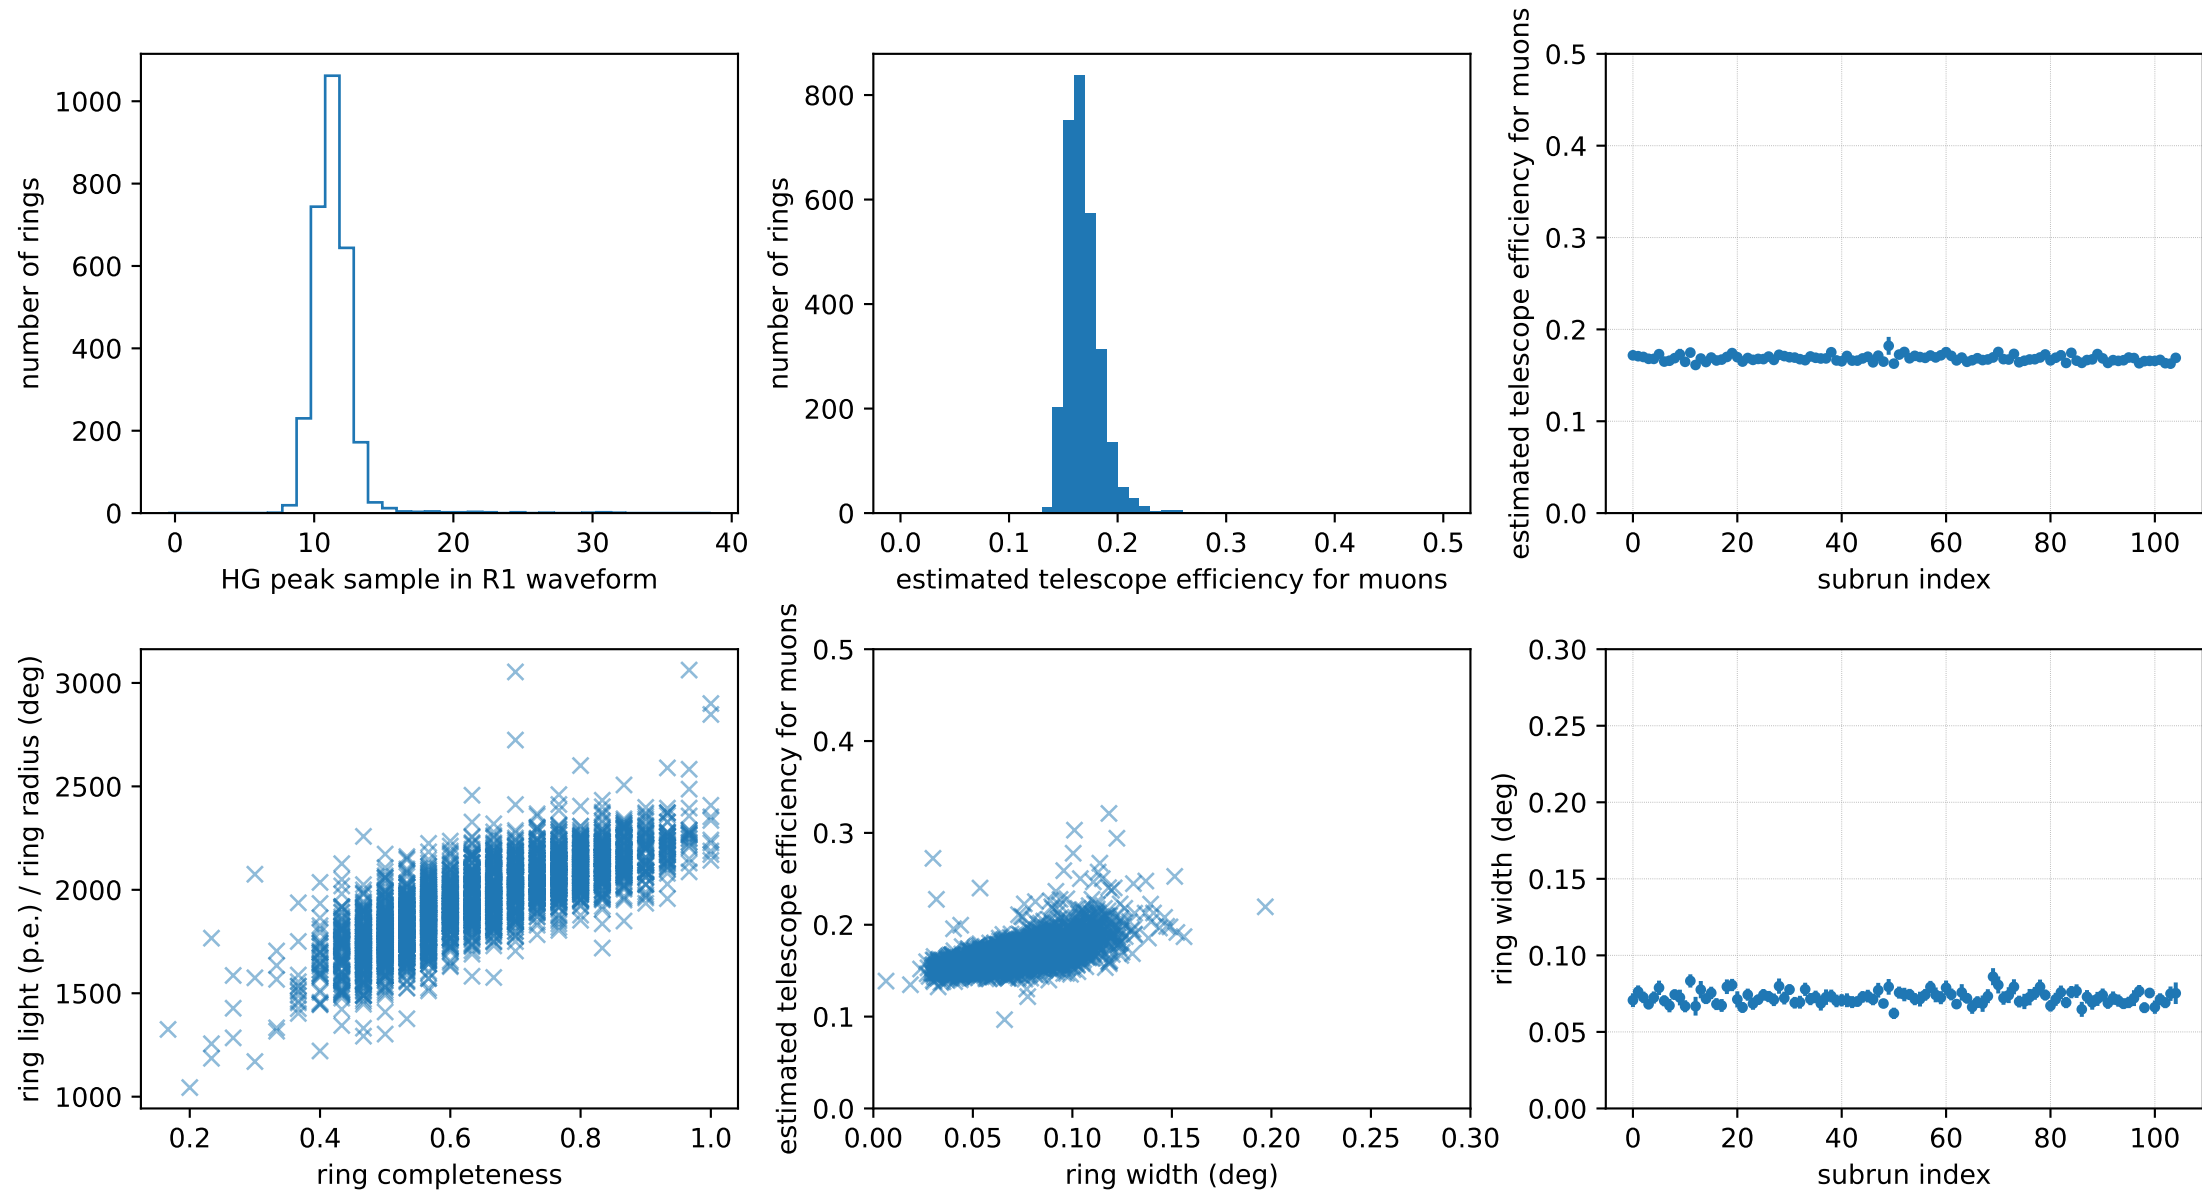 number of rings
1000
800
600
400
200
0
0 10 20 30 40
HG peak sample in R1 waveform
number of rings
800
600
400
200
0
0.0 0.1 0.2 0.3 0.4 0.5
estimated telescope efficiency for muons
estimated telescope efficiency for muons
0.5
0.4
0.3
0.2
0.1
0.0
0 20 40 60 80 100
subrun index
ring light (p.e.) / ring radius (deg)
3000
2500
2000
1500
1000
0.2 0.4 0.6 0.8 1.0
ring completeness
estimated telescope efficiency for muons
0.5
0.4
0.3
0.2
0.1
0.0
0.00 0.05 0.10 0.15 0.20 0.25 0.30
ring width (deg)
ring width (deg)
0.30
0.25
0.20
0.15
0.10
0.05
0.00
0 20 40 60 80 100
subrun index